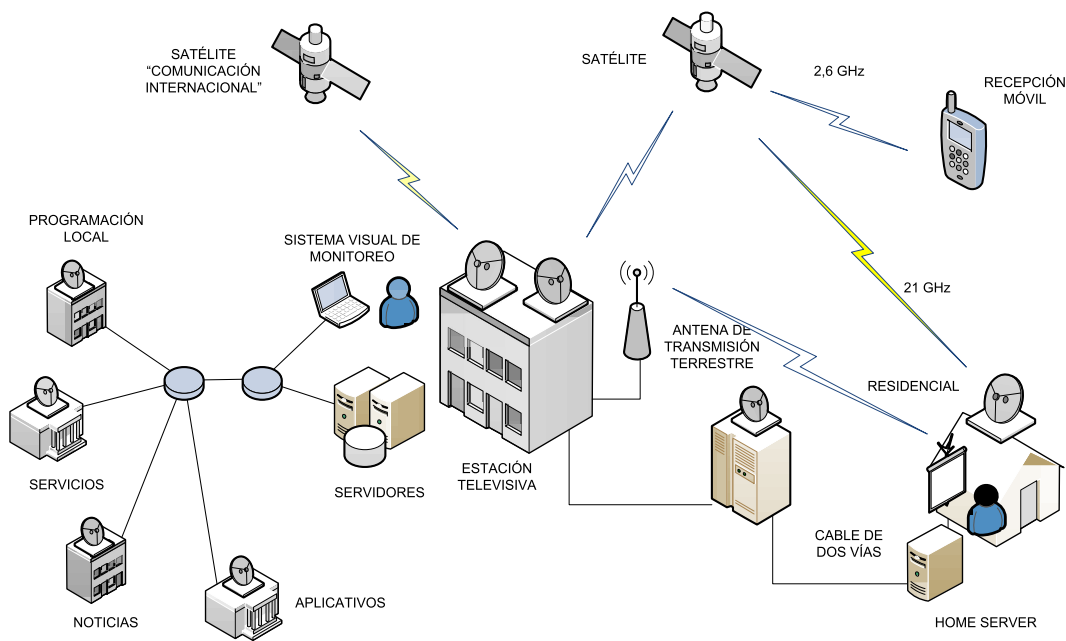 SATÉLITE
“COMUNICACIÓN
INTERNACIONAL”
SATÉLITE
2,6 GHz
RECEPCIÓN
MÓVIL
PROGRAMACIÓN
LOCAL
SISTEMA VISUAL DE
MONITOREO
21 GHz
ANTENA DE
TRANSMISIÓN
TERRESTRE
RESIDENCIAL
SERVICIOS
SERVIDORES
ESTACIÓN
TELEVISIVA
CABLE DE
DOS VÍAS
NOTICIAS
APLICATIVOS
HOME SERVER